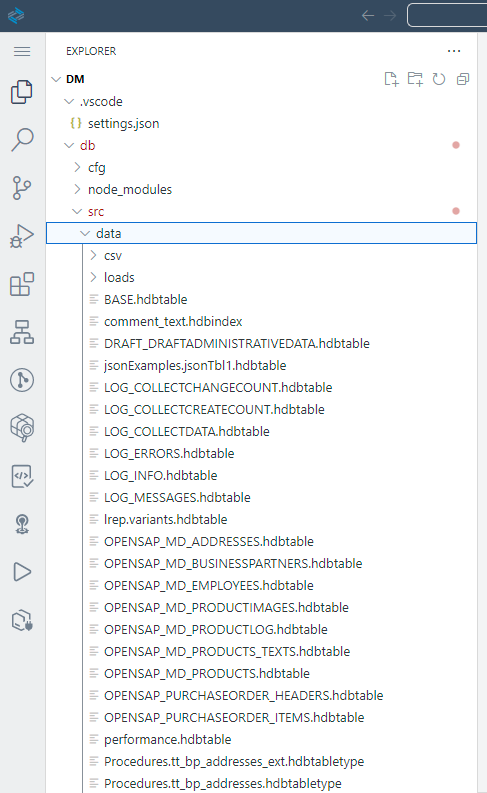 EXPLORER
DM
.vscode
{} settings.json
db
cfg
node_modules
src
data
csv
loads
BASE.hdbtable
comment_text.hdbindex
DRAFT_DRAFTADMINISTRATIVEDATA.hdbtable
jsonExamples.jsonTbl1.hdbtable
LOG_COLLECTCHANGECOUNT.hdbtable
LOG_COLLECTCREATECOUNT.hdbtable
LOG_COLLECTDATA.hdbtable
LOG_ERRORS.hdbtable
LOG_INFO.hdbtable
LOG_MESSAGES.hdbtable
lrep.variants.hdbtable
OPENSAP_MD_ADDRESSES.hdbtable
OPENSAP_MD_BUSINESSPARTNERS.hdbtable
OPENSAP_MD_EMPLOYEES.hdbtable
OPENSAP_MD_PRODUCTIMAGES.hdbtable
OPENSAP_MD_PRODUCTLOG.hdbtable
OPENSAP_MD_PRODUCTS_TEXTS.hdbtable
OPENSAP_MD_PRODUCTS.hdbtable
OPENSAP_PURCHASEORDER_HEADERS.hdbtable
OPENSAP_PURCHASEORDER_ITEMS.hdbtable
performance.hdbtable
Procedures.tt_bp_addresses_ext.hdbtabletype
Procedures.tt_bp_addresses.hdbtabletype